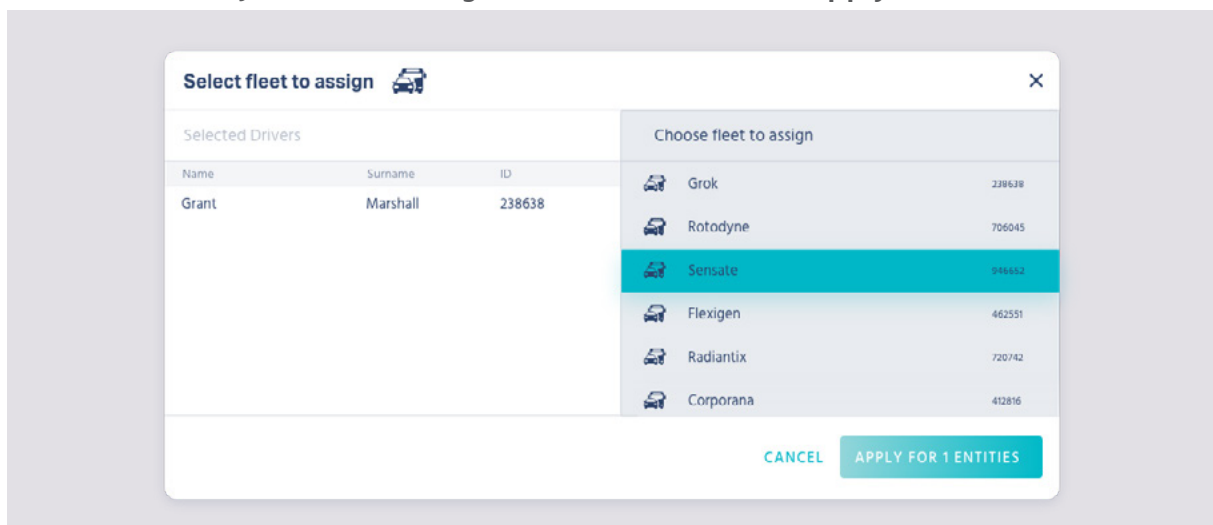 Select fleet to assign
Selected Drivers
Name Surname ID
Grant Marshall 238638
Choose fleet to assign
Grok 238638
Rotodyne 706045
Sensate 946652
Flexigen 462551
Radiantix 720742
Corporana 412816
CANCEL APPLY FOR 1 ENTITIES